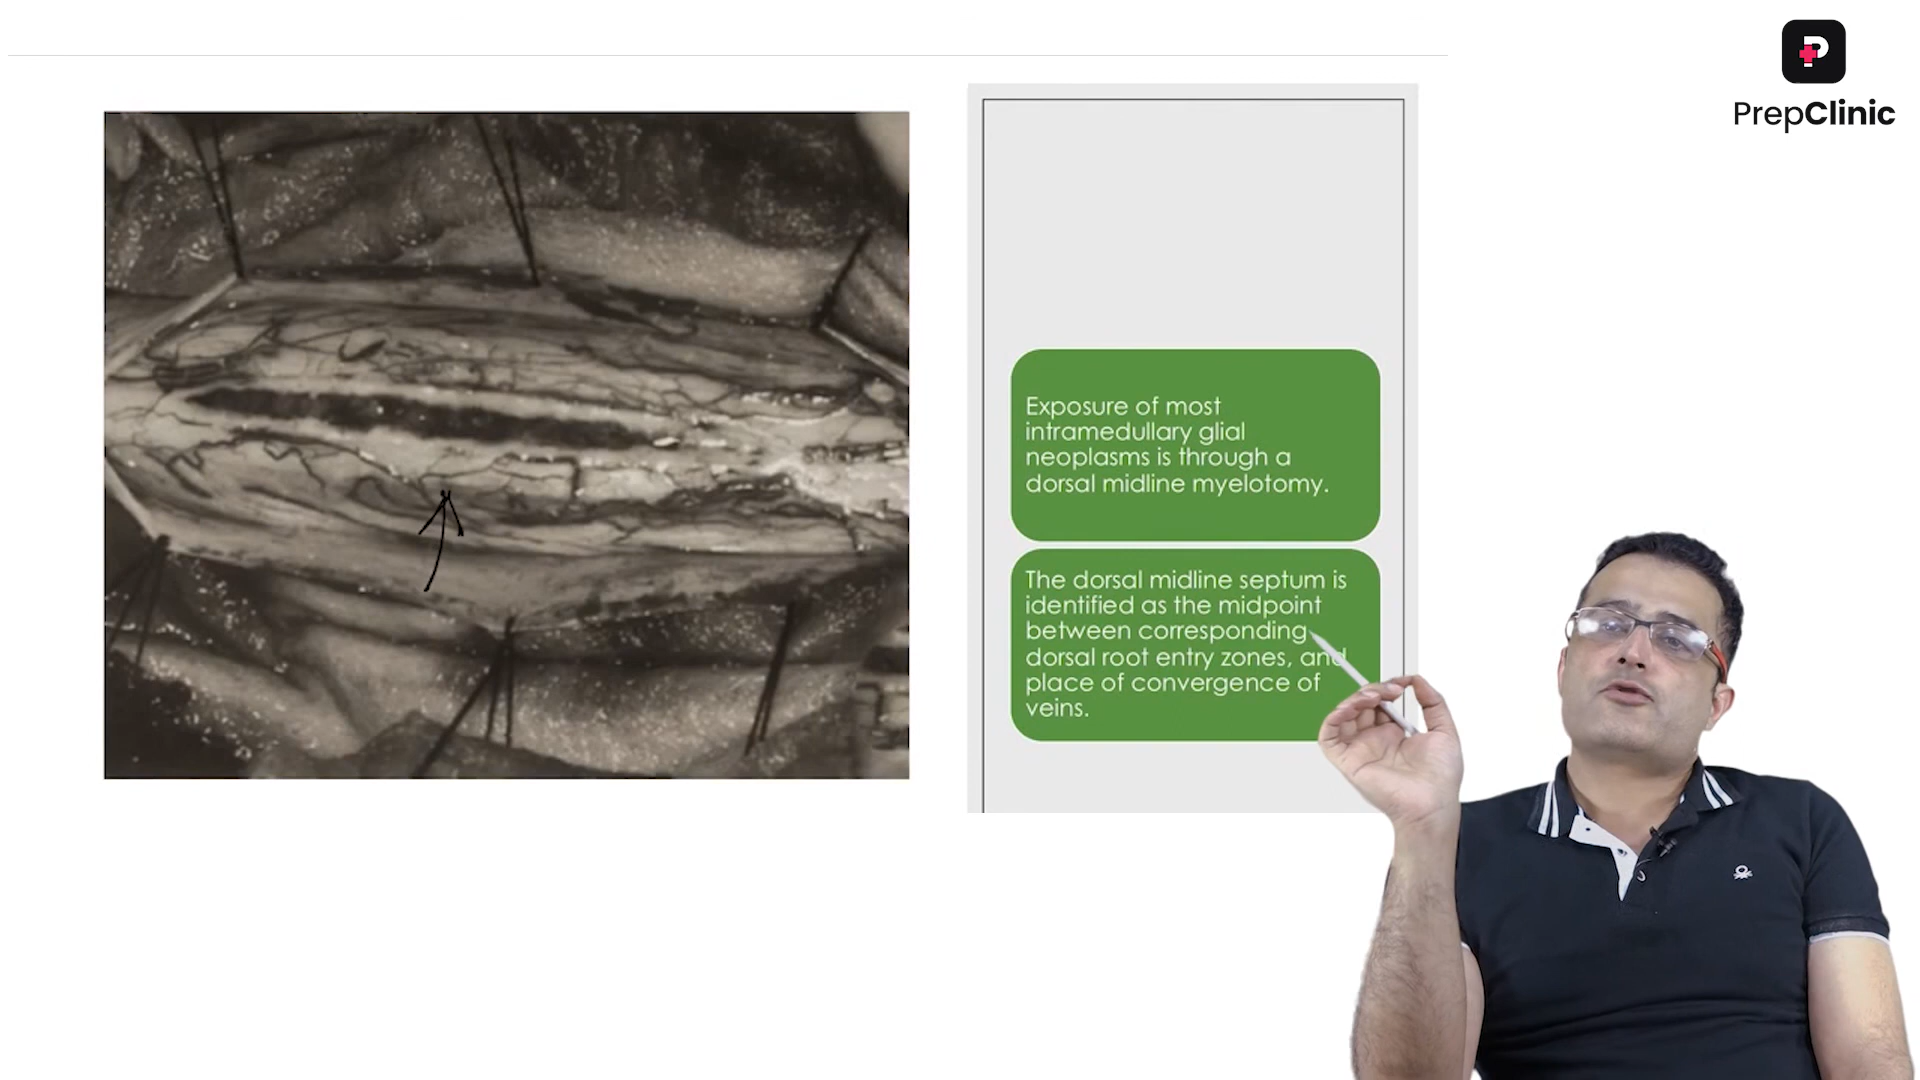 PrepClinic
Exposure of most
intramedullary glial
neoplasms is through a
dorsal midline myelotomy.
The dorsal midline septum is
identified as the midpoint
between corresponding
dorsal root entry zones, and
place of convergence of
veins.